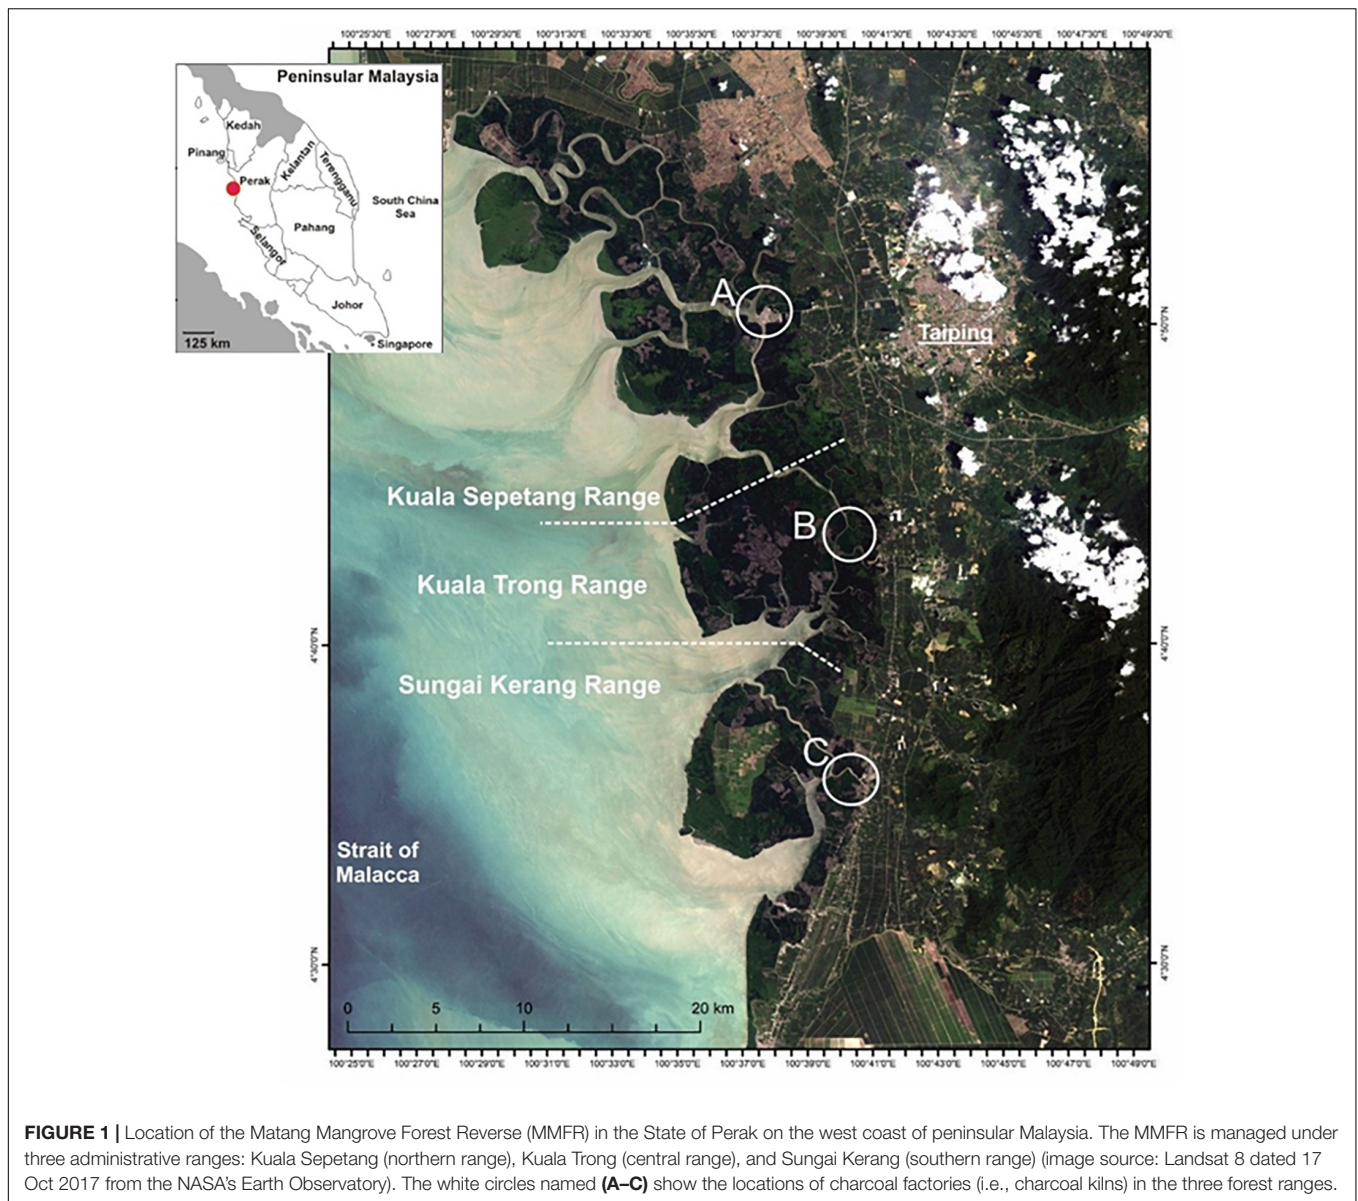 100°25'30"E 100°27'30"E 100°29'30"E 100°31'30"E 100°33'30"E 100°35'30"E 100°37'30"E 100°39'30"E 100°41'30"E 100°43'30"E 100°45'30"E 100°47'30"E 100°49'30"E
Peninsular Malaysia
Kedah
Pinang
Kelantan
Terengganu
Perak
South China
Sea
Pahang
Selangor
Johor
125 km
Singapore
A
Taiping
4°50'0"N
4°50'0"N
Kuala Sepetang Range
B
Kuala Trong Range
4°40'0"N
4°40'0"N
Sungai Kerang Range
C
Strait of
Malacca
4°30'0"N
4°30'0"N
0 5 10 20 km
100°25'0"E 100°27'0"E 100°29'0"E 100°31'0"E 100°33'0"E 100°35'0"E 100°37'0"E 100°39'0"E 100°41'0"E 100°43'0"E 100°45'0"E 100°47'0"E 100°49'0"E
FIGURE 1 | Location of the Matang Mangrove Forest Reverse (MMFR) in the State of Perak on the west coast of peninsular Malaysia. The MMFR is managed under
three administrative ranges: Kuala Sepetang (northern range), Kuala Trong (central range), and Sungai Kerang (southern range) (image source: Landsat 8 dated 17
Oct 2017 from the NASA's Earth Observatory). The white circles named (A–C) show the locations of charcoal factories (i.e., charcoal kilns) in the three forest ranges.